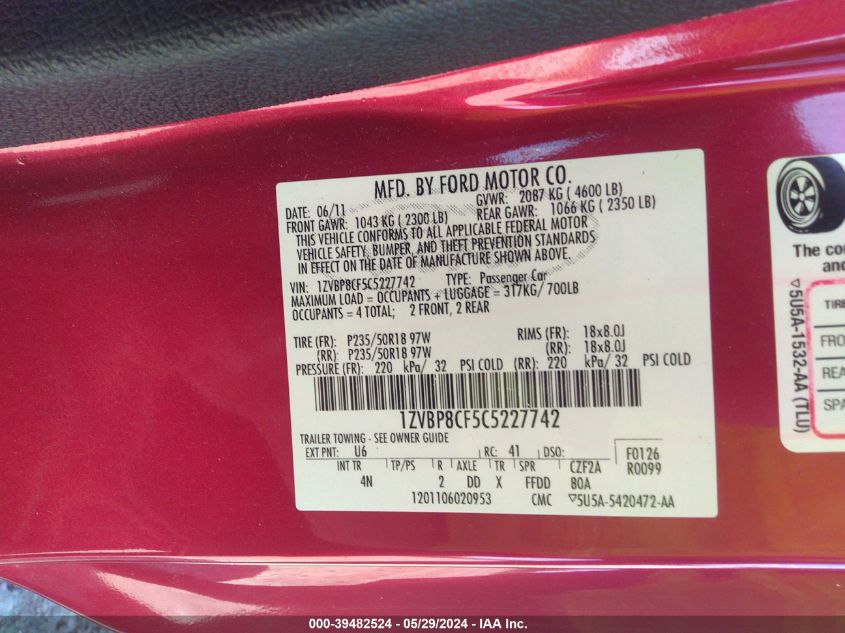 MFD. BY FORD MOTOR CO.
DATE: 06/11 GVWR: 2087 KG ( 4600 LB)
FRONT GAWR: 1043 KG ( 2300 LB) REAR GAWR: 1066 KG ( 2350 LB)
THIS VEHICLE CONFORMS TO ALL APPLICABLE FEDERAL MOTOR
VEHICLE SAFETY, BUMPER, AND THEFT PREVENTION STANDARDS
IN EFFECT ON THE DATE OF MANUFACTURE SHOWN ABOVE.
VIN: 1ZVBP8CF5C5227742 TYPE: Passenger Car
MAXIMUM LOAD = OCCUPANTS + LUGGAGE = 317KG/ 700LB
OCCUPANTS = 4 TOTAL; 2 FRONT, 2 REAR
TIRE (FR): P235/50R18 97W RIMS (FR): 18x8.0J
(RR): P235/50R18 97W (RR): 18x8.0J
PRESSURE (FR): 220 kPa/ 32 PSI COLD (RR): 220 kPa/ 32 PSI COLD
1ZVBP8CF5C5227742
TRAILER TOWING - SEE OWNER GUIDE
EXT PNT: U6 RC: 41 DSO: F0126
R0099
INT TR TP/PS R AXLE TR SPR CZF2A
4N 2 DD X FFDD 80A
1201106020953 CMC ▽5U5A-5420472-AA
The co
and
▽5U5A-1532-AA (TLU)
TIRE
FRO
REA
SPA
000-39482524 - 05/29/2024 - IAA Inc.